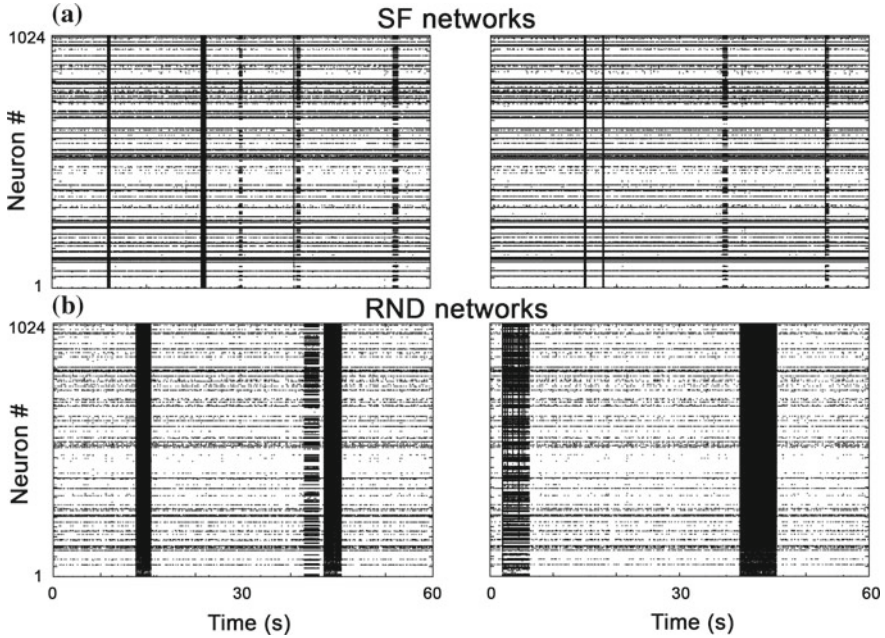 (a) SF networks
1024
Neuron #
1
(b) RND networks
1024
Neuron #
1
0 30 60 0 30 60
Time (s) Time (s)